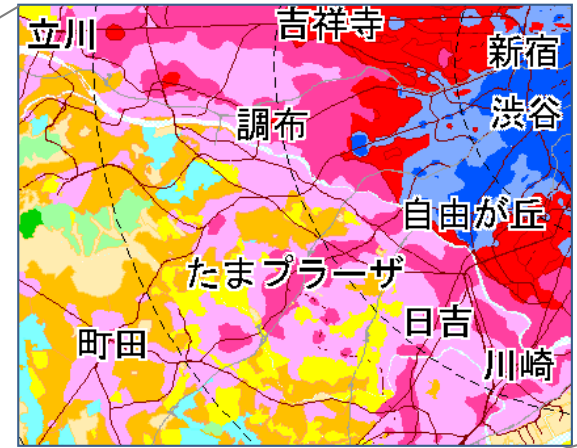 吉祥寺
立川
新宿
渋谷
調布
自由が丘
たまプラーザ
日吉
町田
川崎